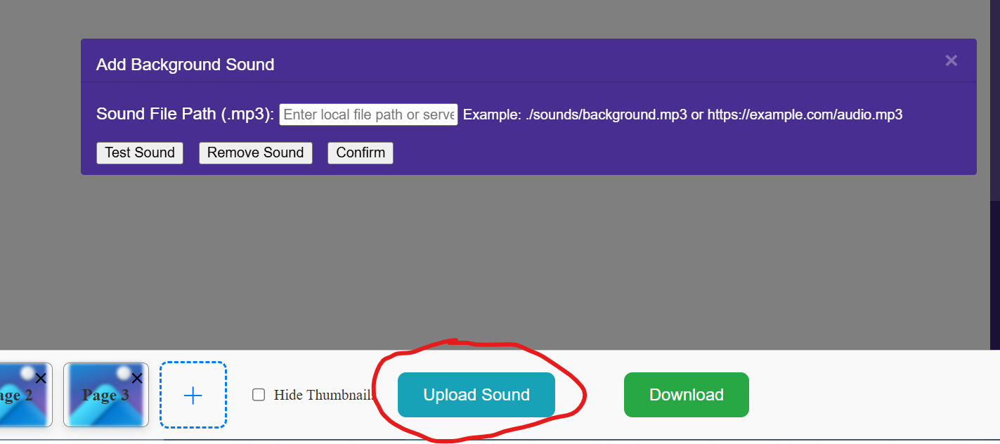 Add Background Sound
×
Sound File Path (.mp3): Enter local file path or serve Example: ./sounds/background.mp3 or https://example.com/audio.mp3
Test Sound Remove Sound Confirm
age 2 Page 3 + Hide Thumbnails Upload Sound Download